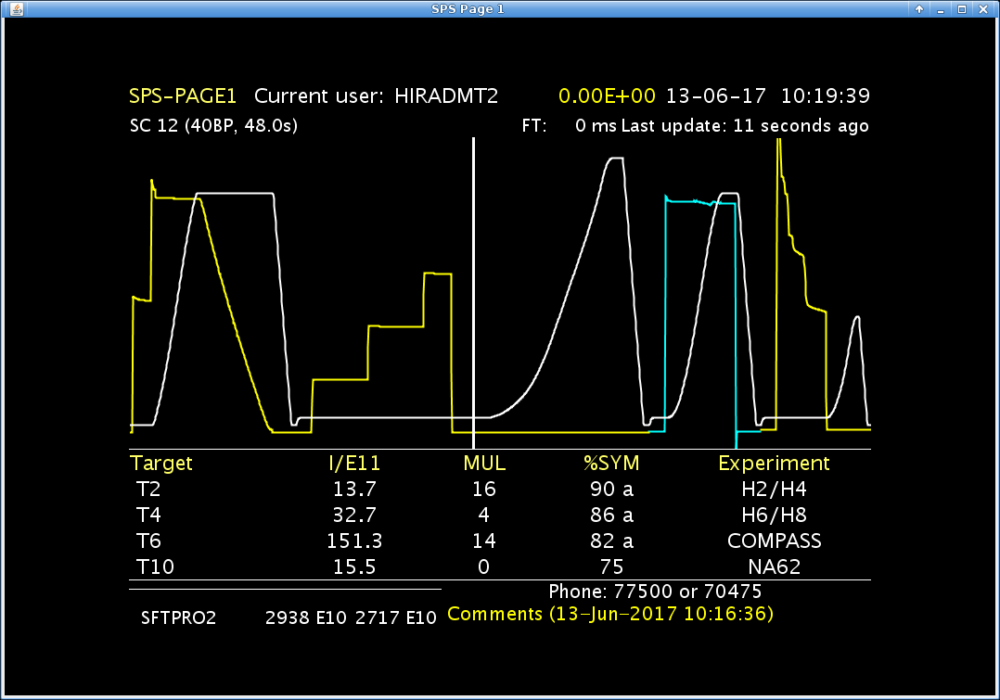 SPS Page 1
SPS-PAGE1 Current user: HIRADMT2 0.00E+00 13-06-17 10:19:39
SC 12 (40BP, 48.0s) FT: 0 ms Last update: 11 seconds ago
Target I/E11 MUL %SYM Experiment
T2 13.7 16 90 a H2/H4
T4 32.7 4 86 a H6/H8
T6 151.3 14 82 a COMPASS
T10 15.5 0 75 NA62
Phone: 77500 or 70475
SFTPRO2 2938 E10 2717 E10 Comments (13-Jun-2017 10:16:36)